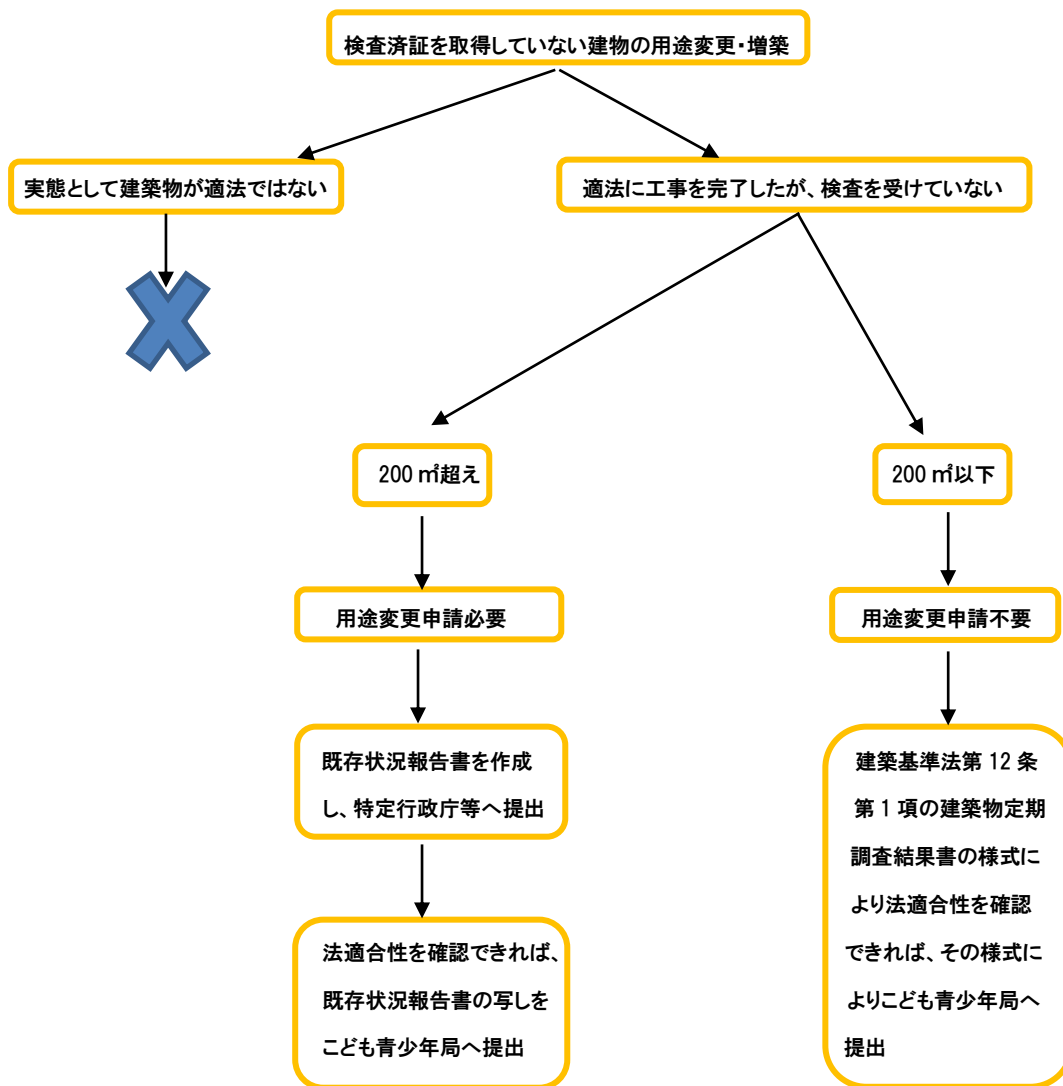 検査済証を取得していない建物の用途変更・増築
実態として建築物が適法ではない
適法に工事を完了したが、検査を受けていない
200 ㎡超え
200 ㎡以下
用途変更申請必要
用途変更申請不要
既存状況報告書を作成
し、特定行政庁等へ提出
法適合性を確認できれば、
既存状況報告書の写しを
こども青少年局へ提出
建築基準法第 12 条
第 1 項の建築物定期
調査結果書の様式に
より法適合性を確認
できれば、その様式に
よりこども青少年局へ
提出